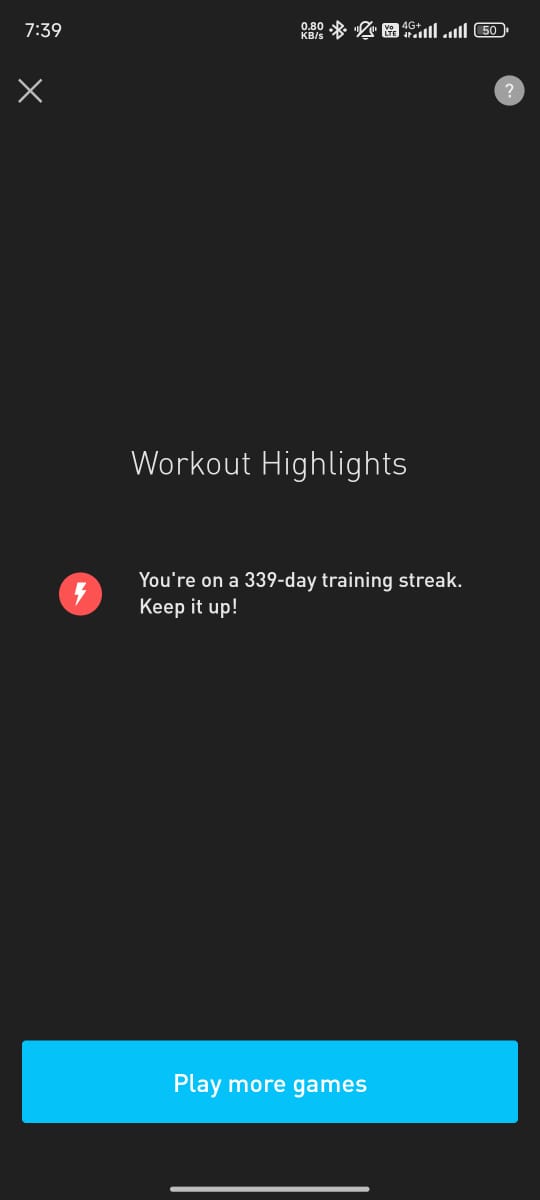 7:39
0.80
KB/s
Vo
LTE
4G+
50
?
Workout Highlights
You're on a 339-day training streak.
Keep it up!
Play more games